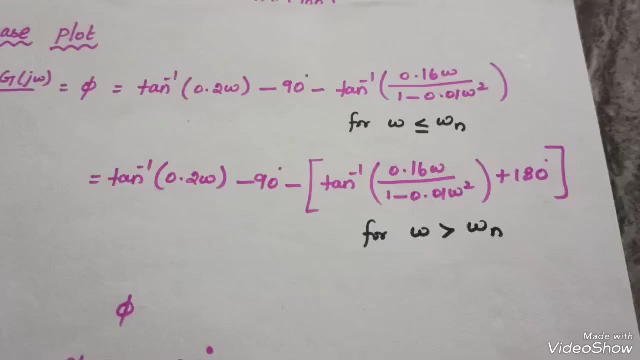 Plot
G(jω) = ϕ = tan⁻¹(0.2ω) − 90° − tan⁻¹(0.16ω / 1 − 0.01ω²)
for ω ≤ ωn
= tan⁻¹(0.2ω) − 90° − [tan⁻¹(0.16ω / 1 − 0.01ω²) + 180°]
for ω > ωn
ϕ
Made with
VideoShow